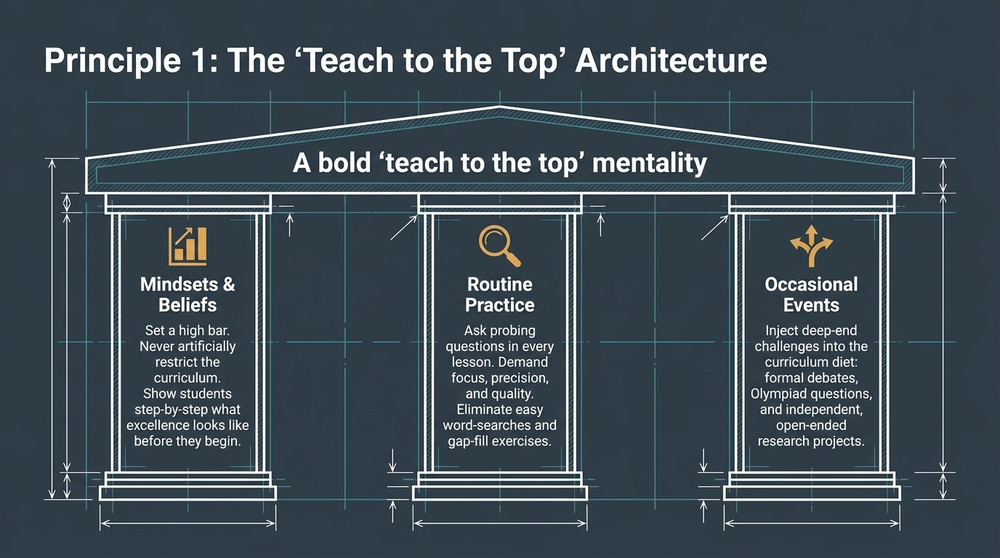 Principle 1: The ‘Teach to the Top’ Architecture
A bold ‘teach to the top’ mentality
Mindsets &
Beliefs
Set a high bar.
Never artificially
restrict the
curriculum.
Show students
step-by-step what
excellence looks like
before they begin.
Routine
Practice
Ask probing
questions in every
lesson. Demand
focus, precision,
and quality.
Eliminate easy
word-searches and
gap-fill exercises.
Occasional
Events
Inject deep-end
challenges into the
curriculum diet:
formal debates,
Olympiad questions,
and independent,
open-ended
research projects.